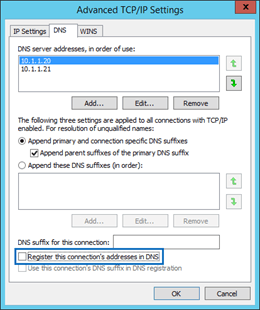 Advanced TCP/IP Settings
IP Settings DNS WINS
DNS server addresses, in order of use:
10.1.1.20
10.1.1.21
Add... Edit... Remove
The following three settings are applied to all connections with TCP/IP
enabled. For resolution of unqualified names:
Append primary and connection specific DNS suffixes
Append parent suffixes of the primary DNS suffix
Append these DNS suffixes (in order):
Add... Edit... Remove
DNS suffix for this connection:
Register this connection's addresses in DNS
Use this connection's DNS suffix in DNS registration
OK Cancel